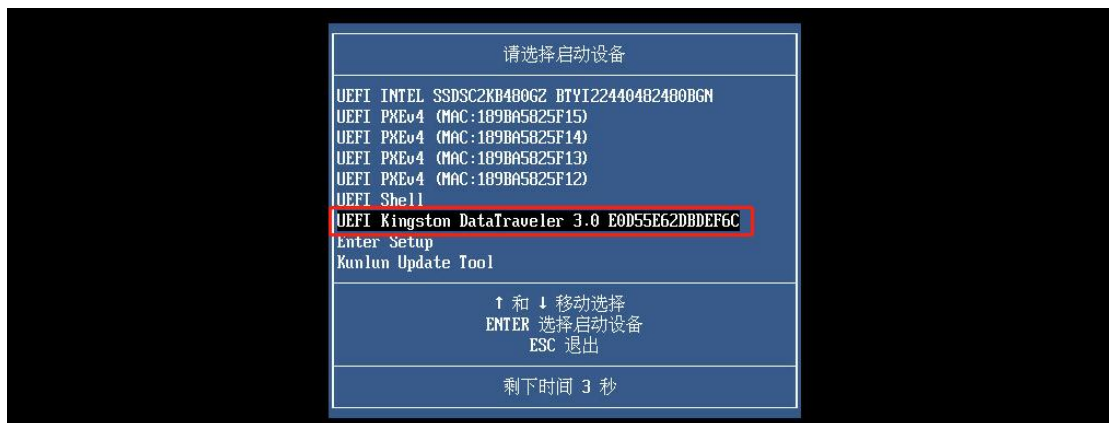 请选择启动设备
UEFI INTEL SSDSC2KB480GZ BTYI22440482480BGN
UEFI PXEv4 (MAC:189BA5825F15)
UEFI PXEv4 (MAC:189BA5825F14)
UEFI PXEv4 (MAC:189BA5825F13)
UEFI PXEv4 (MAC:189BA5825F12)
UEFI Shell
UEFI Kingston DataTraveler 3.0 E0D55E62DBDEF6C
Enter Setup
Kunlun Update Tool
↑ 和 ↓ 移动选择
ENTER 选择启动设备
ESC 退出
剩下时间 3 秒